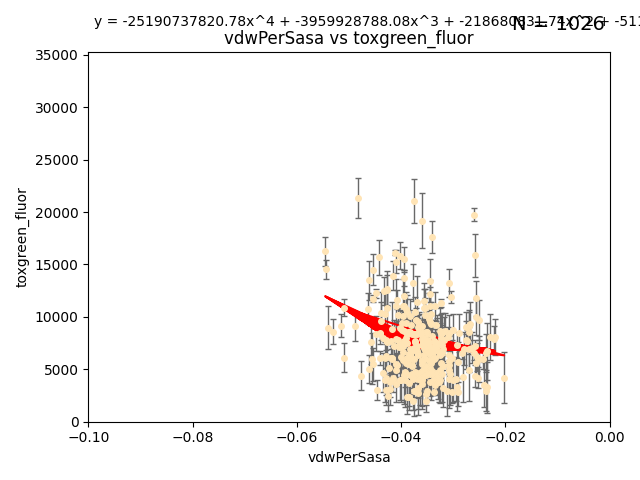 y = -25190737820.78x^4 + -3959928788.08x^3 + + -511
N = 1026
vdwPerSasa vs toxgreen_fluor
35000
30000
25000
20000
15000
10000
5000
0
toxgreen_fluor
−0.10
−0.08
−0.06
−0.04
−0.02
0.00
vdwPerSasa